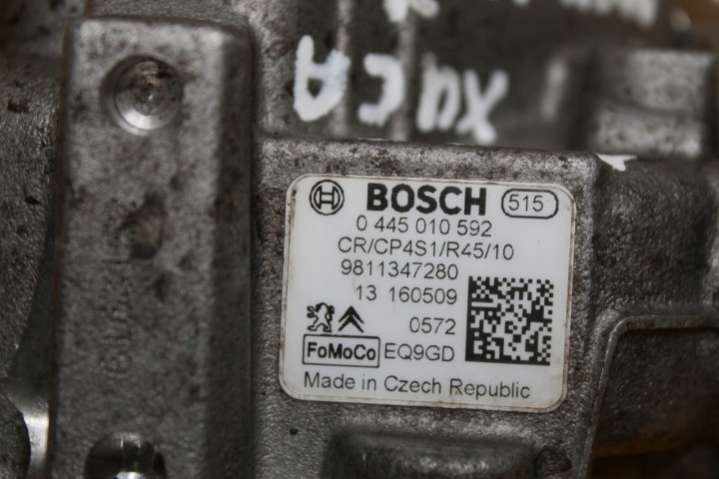 BOSCH 515
0 445 010 592
CR/CP4S1/R45/10
9811347280
13 160509
0572
FoMoCo EQ9GD
Made in Czech Republic